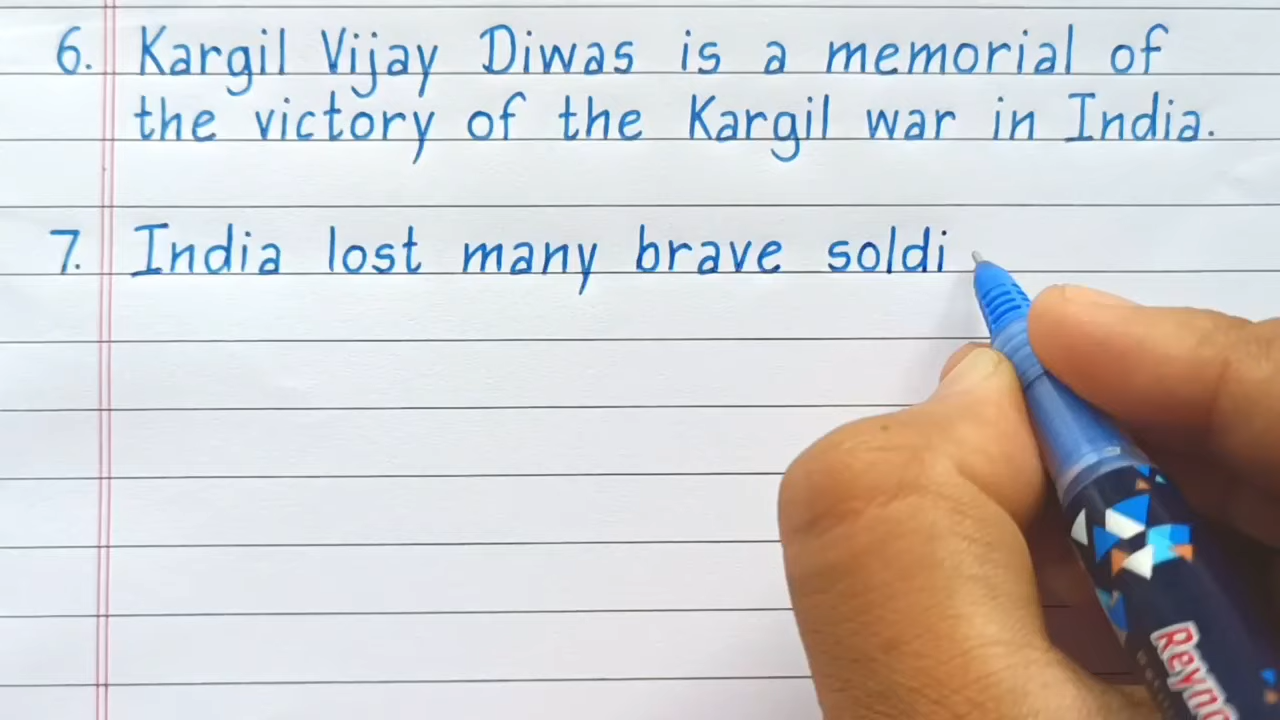 6. Kargil Vijay Diwas is a memorial of
the victory of the Kargil war in India.
7. India lost many brave soldi